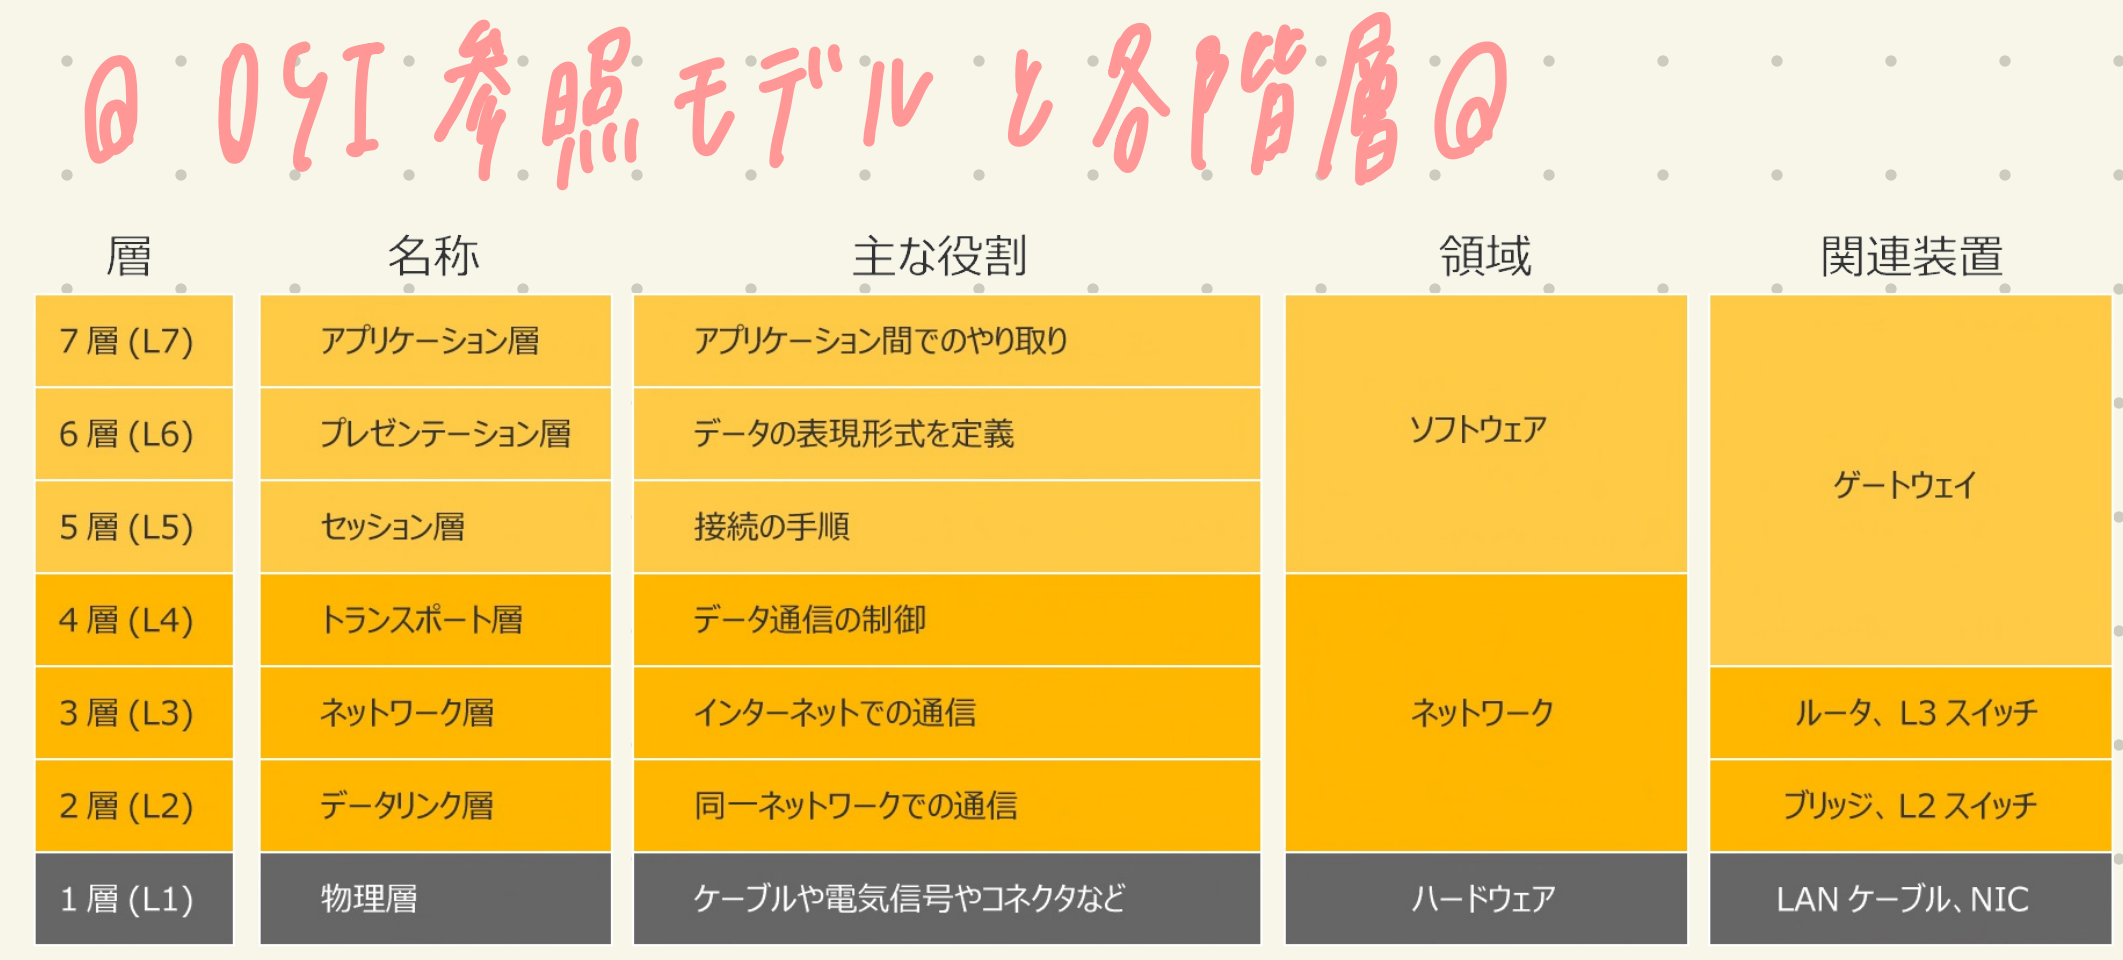 OSI参照モデルと各階層
層 名称 主な役割 領域 関連装置
7層(L7) アプリケーション層 アプリケーション間でのやり取り
6層(L6) プレゼンテーション層 データの表現形式を定義 ソフトウェア
ゲートウェイ
5層(L5) セッション層 接続の手順
4層(L4) トランスポート層 データ通信の制御
3層(L3) ネットワーク層 インターネットでの通信 ネットワーク ルータ、L3スイッチ
2層(L2) データリンク層 同一ネットワークでの通信 ブリッジ、L2スイッチ
1層(L1) 物理層 ケーブルや電気信号やコネクタなど ハードウェア LANケーブル、NIC